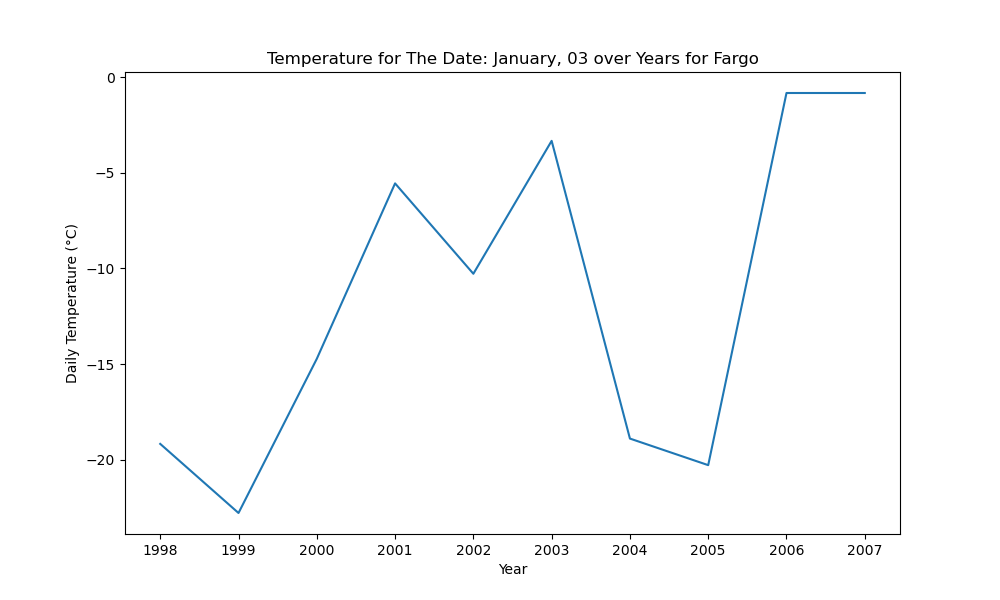 Temperature for The Date: January, 03 over Years for Fargo
0
−5
−10
−15
−20
Daily Temperature (°C)
1998 1999 2000 2001 2002 2003 2004 2005 2006 2007
Year